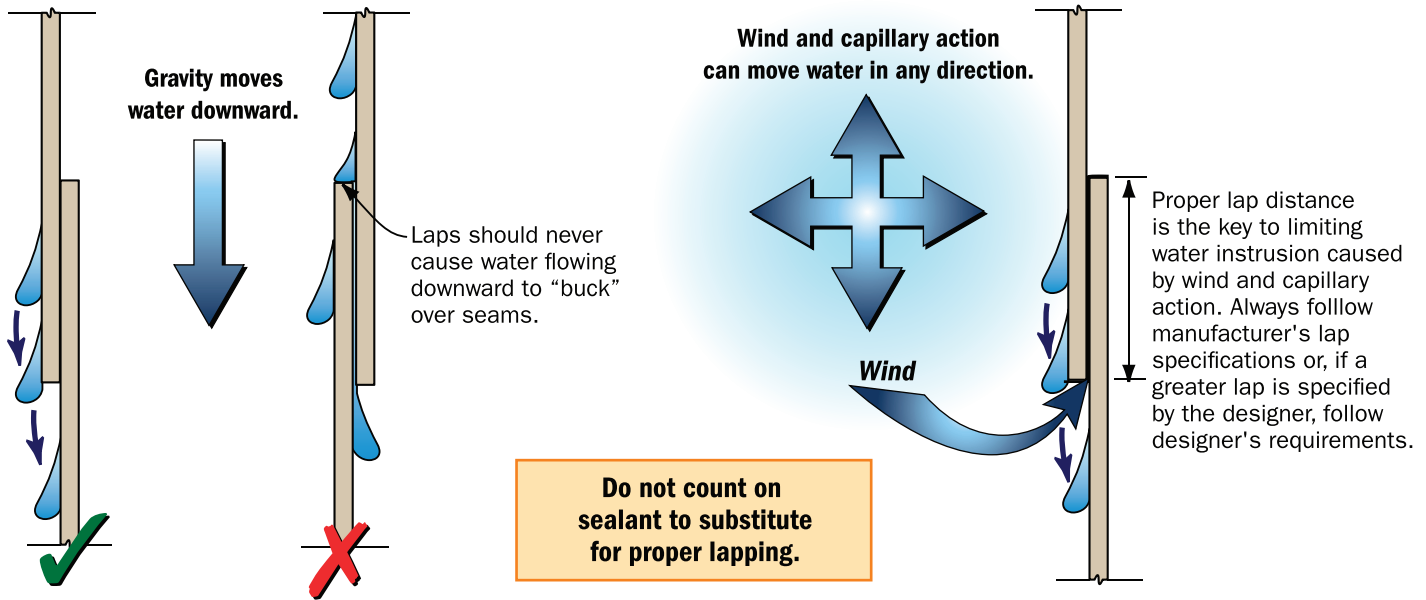 Gravity moves
water downward.
Laps should never
cause water flowing
downward to “buck”
over seams.
Wind and capillary action
can move water in any direction.
Wind
Proper lap distance
is the key to limiting
water instrusion caused
by wind and capillary
action. Always folllow
manufacturer's lap
specifications or, if a
greater lap is specified
by the designer, follow
designer's requirements.
Do not count on
sealant to substitute
for proper lapping.